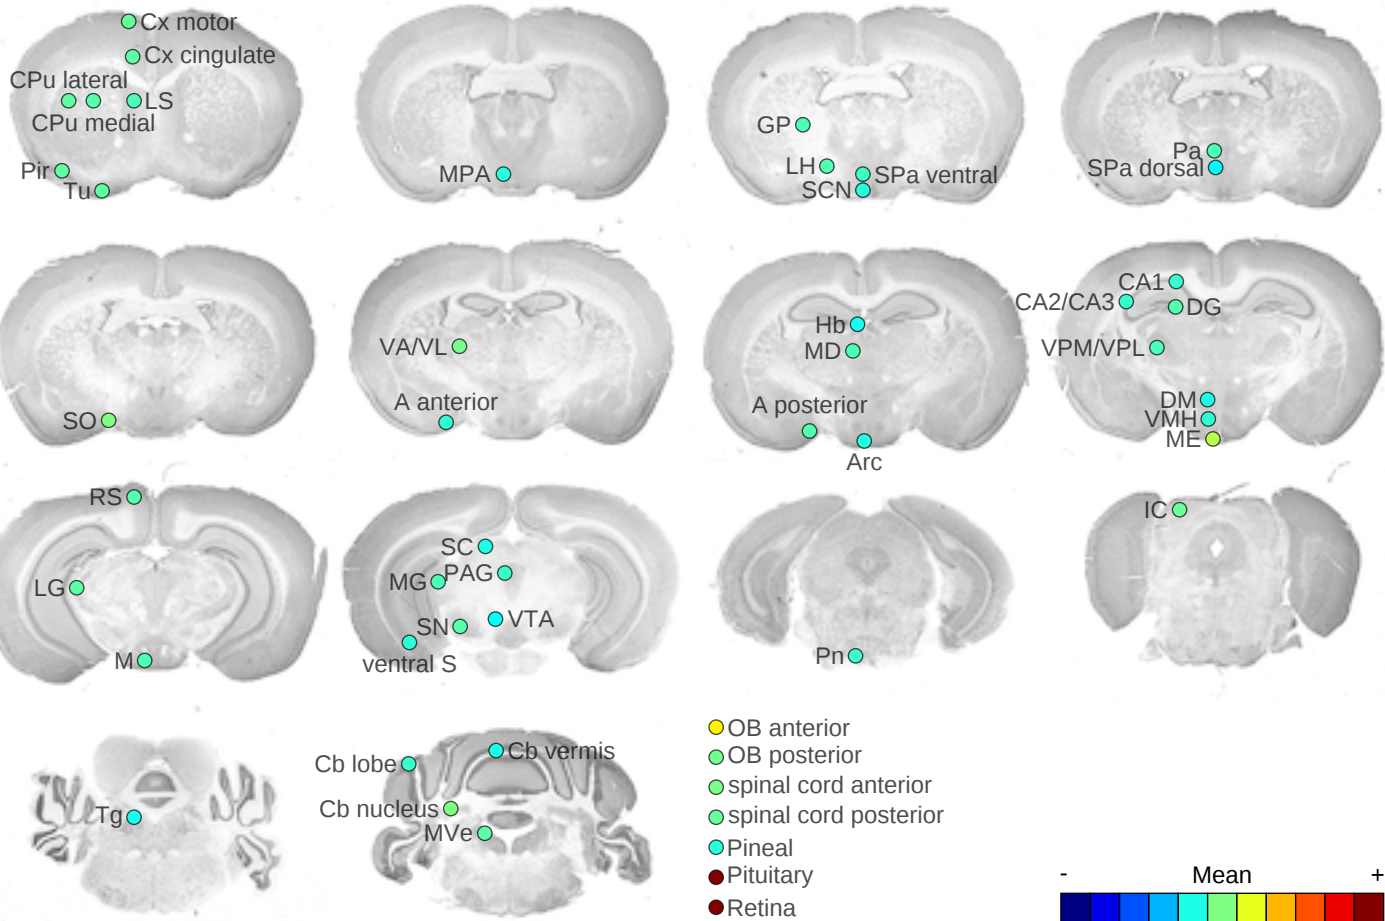 Cx motor
Cx cingulate
CPu lateral
LS
CPu medial
Pir
Tu
MPA
GP
LH
SPa ventral
SCN
Pa
SPa dorsal
SO
VA/VL
A anterior
Hb
MD
A posterior
Arc
CA1
CA2/CA3
DG
VPM/VPL
DM
VMH
ME
RS
LG
M
SC
MG
PAG
SN
VTA
ventral S
Pn
IC
Tg
Cb lobe
Cb vermis
Cb nucleus
MVe
OB anterior
OB posterior
spinal cord anterior
spinal cord posterior
Pineal
Pituitary
Retina
- Mean +